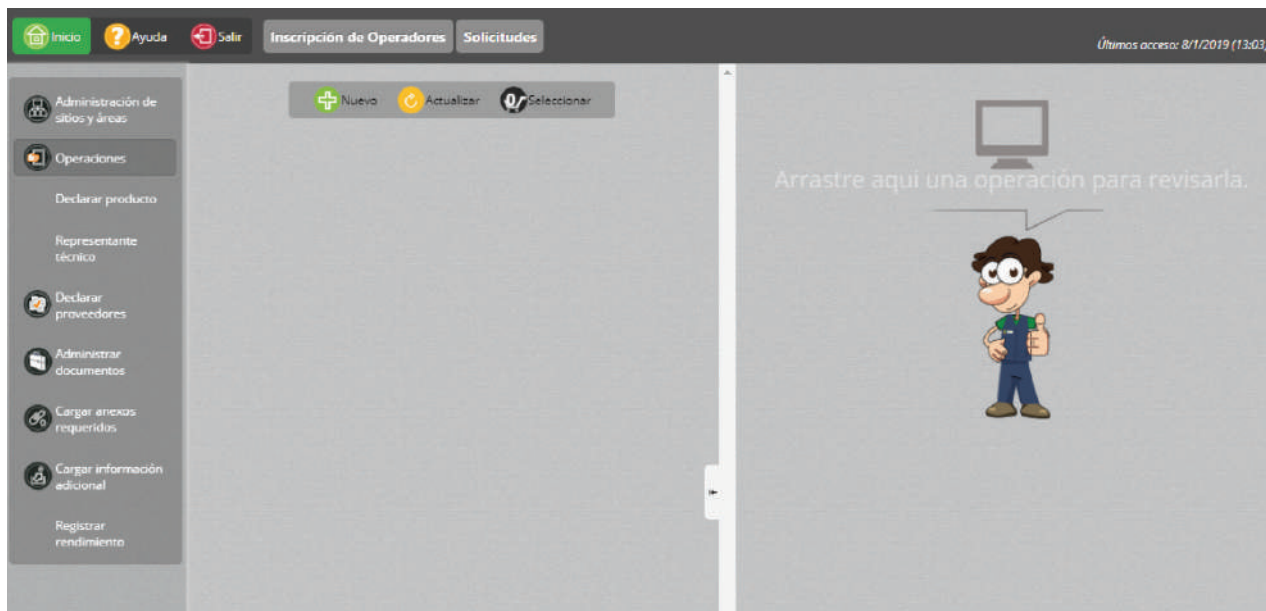 Inicio
Ayuda
Salir
Inscripción de Operadores
Solicitudes
Últimos acceso: 8/1/2019 (13:03)
Administración de
sitios y áreas
Operaciones
Declarar producto
Representante
técnico
Declarar
proveedores
Administrar
documentos
Cargar anexos
requeridos
Cargar información
adicional
Registrar
rendimiento
Nuevo
Actualizar
Seleccionar
Arrastre aqui una operación para revisarla.